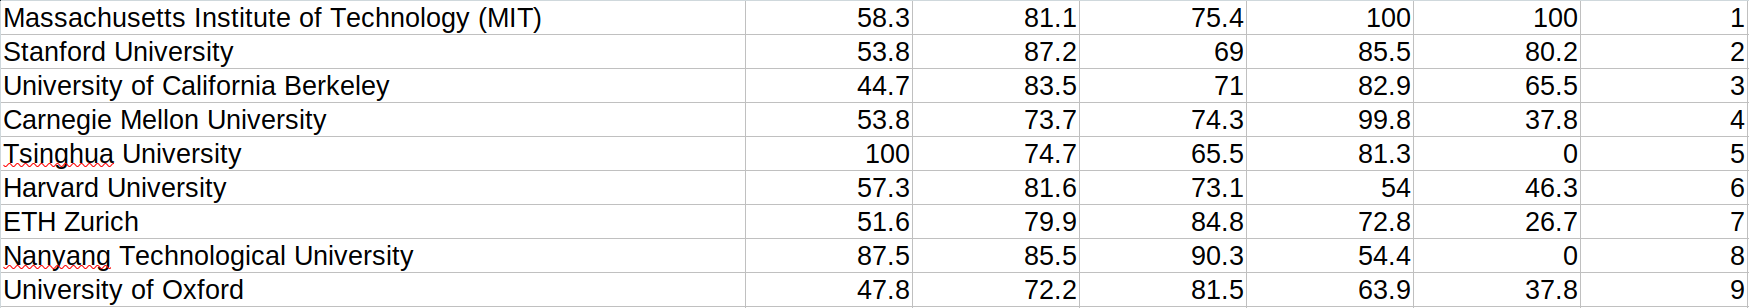 Massachusetts Institute of Technology (MIT) 58.3 81.1 75.4 100 100 1
Stanford University 53.8 87.2 69 85.5 80.2 2
University of California Berkeley 44.7 83.5 71 82.9 65.5 3
Carnegie Mellon University 53.8 73.7 74.3 99.8 37.8 4
Tsinghua University 100 74.7 65.5 81.3 0 5
Harvard University 57.3 81.6 73.1 54 46.3 6
ETH Zurich 51.6 79.9 84.8 72.8 26.7 7
Nanyang Technological University 87.5 85.5 90.3 54.4 0 8
University of Oxford 47.8 72.2 81.5 63.9 37.8 9